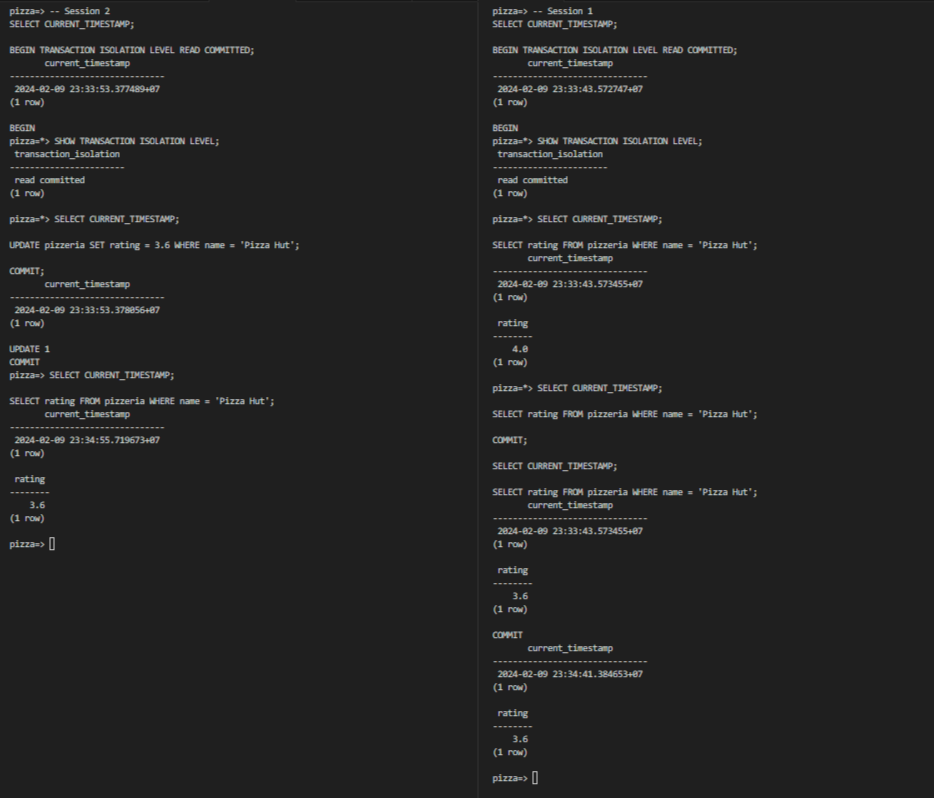 pizza=> -- Session 2
SELECT CURRENT_TIMESTAMP;
BEGIN TRANSACTION ISOLATION LEVEL READ COMMITTED;
current_timestamp
-------------------------------
2024-02-09 23:33:53.377489+07
(1 row)
BEGIN
pizza=*> SHOW TRANSACTION ISOLATION LEVEL;
transaction_isolation
-----------------------
read committed
(1 row)
pizza=*> SELECT CURRENT_TIMESTAMP;
UPDATE pizzeria SET rating = 3.6 WHERE name = 'Pizza Hut';
COMMIT;
current_timestamp
-------------------------------
2024-02-09 23:33:53.378056+07
(1 row)
UPDATE 1
COMMIT
pizza=> SELECT CURRENT_TIMESTAMP;
SELECT rating FROM pizzeria WHERE name = 'Pizza Hut';
current_timestamp
-------------------------------
2024-02-09 23:34:55.719673+07
(1 row)
rating
--------
3.6
(1 row)
pizza=>
pizza=> -- Session 1
SELECT CURRENT_TIMESTAMP;
BEGIN TRANSACTION ISOLATION LEVEL READ COMMITTED;
current_timestamp
-------------------------------
2024-02-09 23:33:43.572747+07
(1 row)
BEGIN
pizza=*> SHOW TRANSACTION ISOLATION LEVEL;
transaction_isolation
-----------------------
read committed
(1 row)
pizza=*> SELECT CURRENT_TIMESTAMP;
SELECT rating FROM pizzeria WHERE name = 'Pizza Hut';
current_timestamp
-------------------------------
2024-02-09 23:33:43.573455+07
(1 row)
rating
--------
4.0
(1 row)
pizza=*> SELECT CURRENT_TIMESTAMP;
SELECT rating FROM pizzeria WHERE name = 'Pizza Hut';
COMMIT;
SELECT CURRENT_TIMESTAMP;
SELECT rating FROM pizzeria WHERE name = 'Pizza Hut';
current_timestamp
-------------------------------
2024-02-09 23:33:43.573455+07
(1 row)
rating
--------
3.6
(1 row)
COMMIT
current_timestamp
-------------------------------
2024-02-09 23:34:41.384653+07
(1 row)
rating
--------
3.6
(1 row)
pizza=>